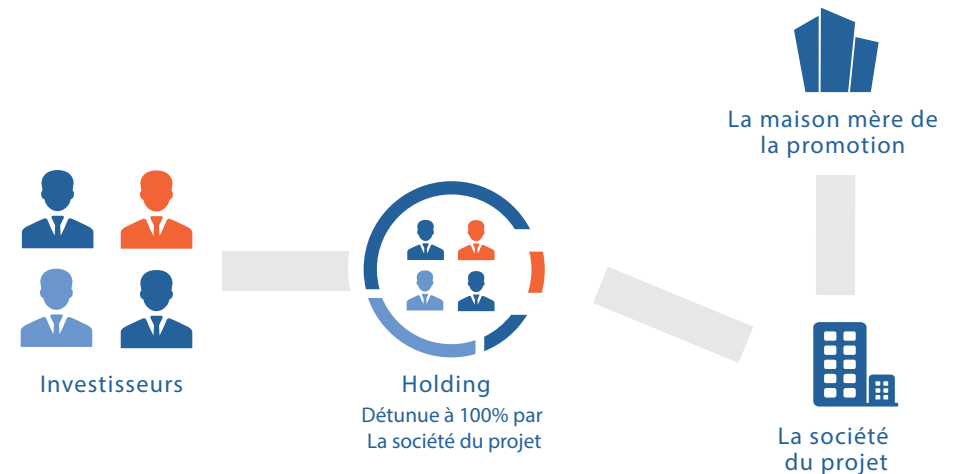 La maison mère de
la promotion
Investisseurs
Holding
Détunue à 100% par
La société du projet
La société
du projet